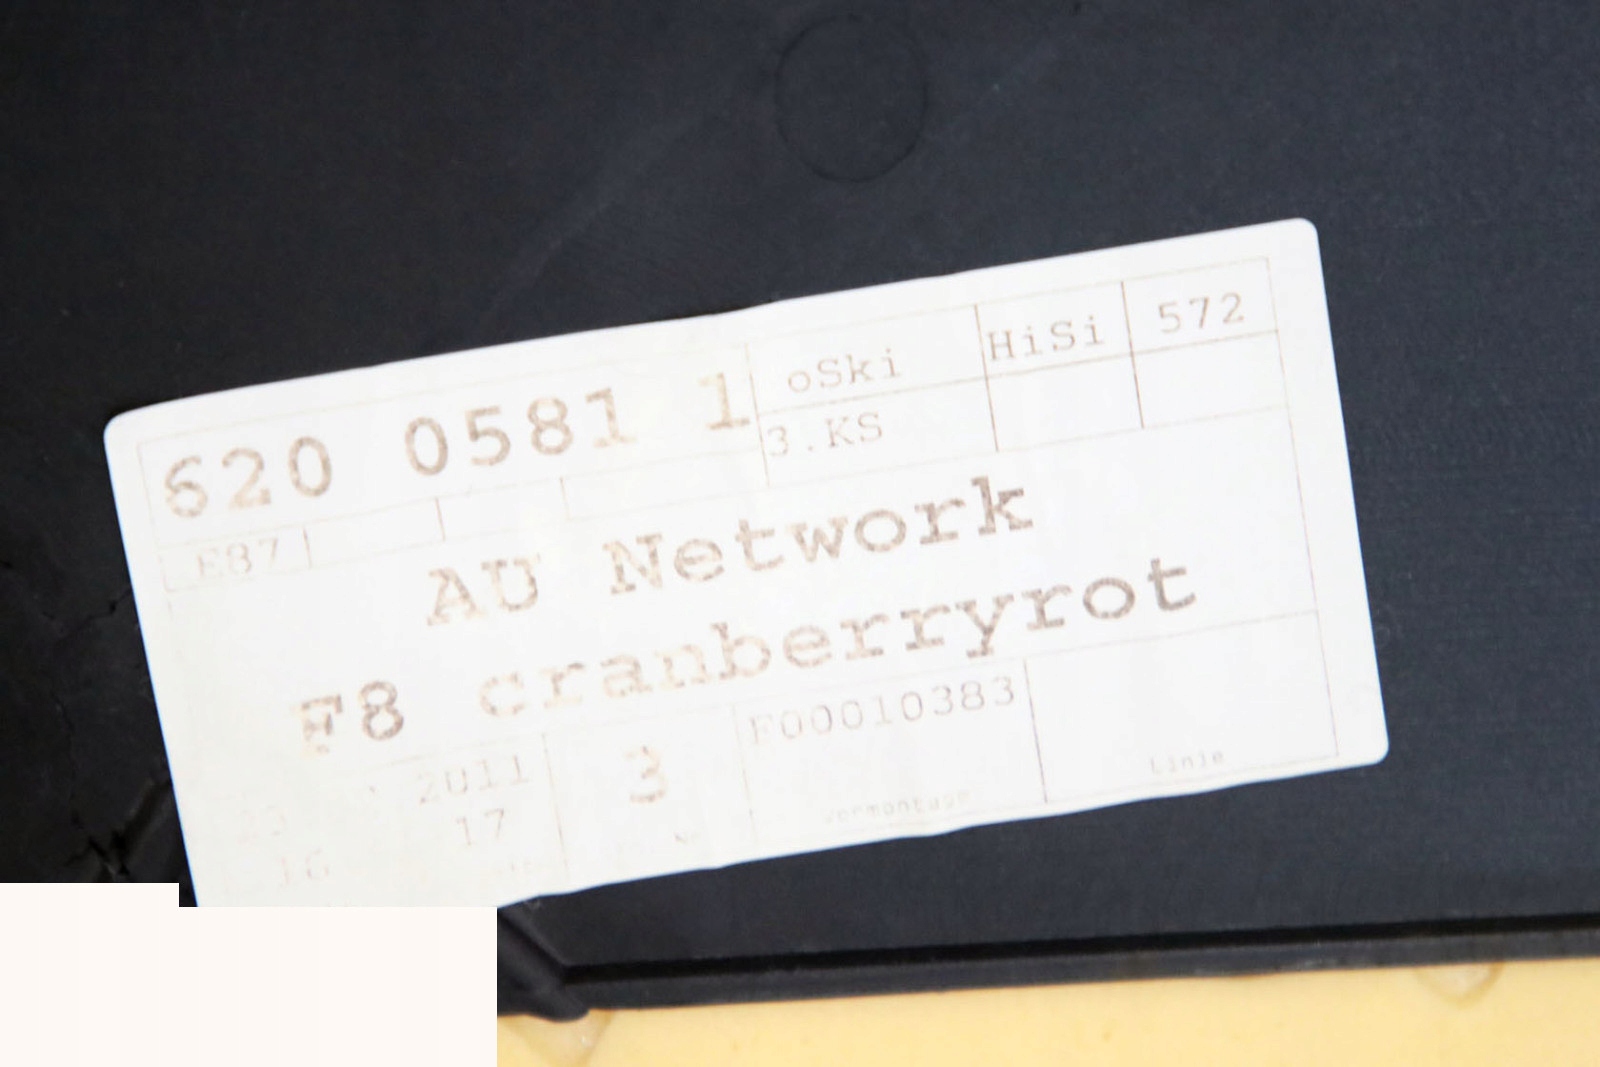 620 0581 1
oSki
HiSi
572
3.KS
E87
AU Network
F8 cranberryrot
2011
3
F00010383
17
16
Linie